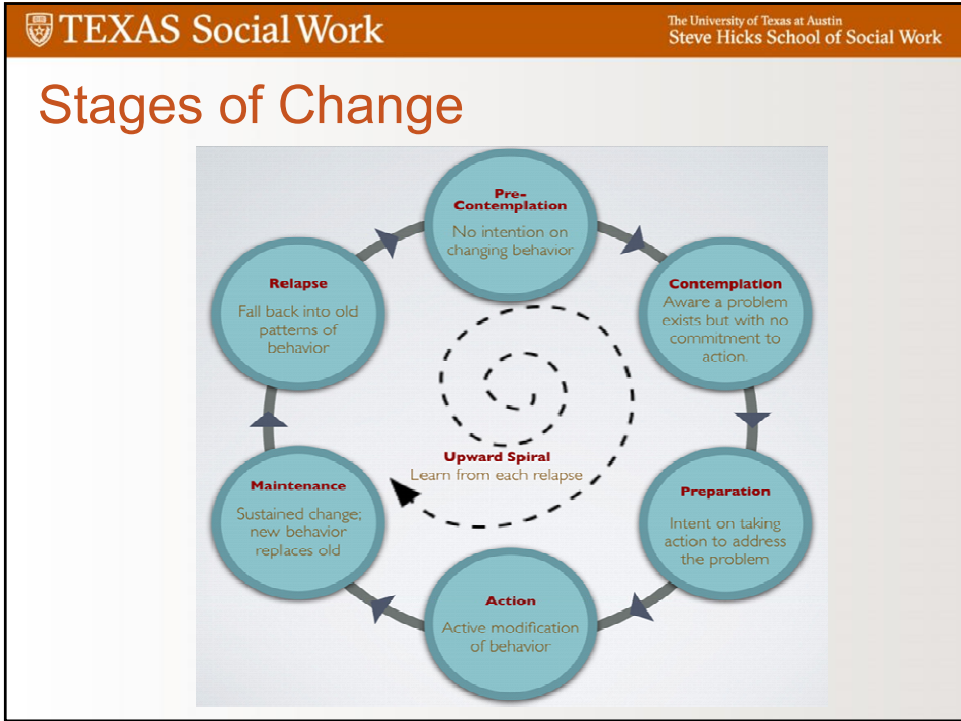 TEXAS Social Work
The University of Texas at Austin
Steve Hicks School of Social Work
Stages of Change
Pre-
Contemplation
No intention on
changing behavior
Contemplation
Aware a problem
exists but with no
commitment to
action.
Preparation
Intent on taking
action to address
the problem
Action
Active modification
of behavior
Maintenance
Sustained change;
new behavior
replaces old
Relapse
Fall back into old
patterns of
behavior
Upward Spiral
Learn from each relapse